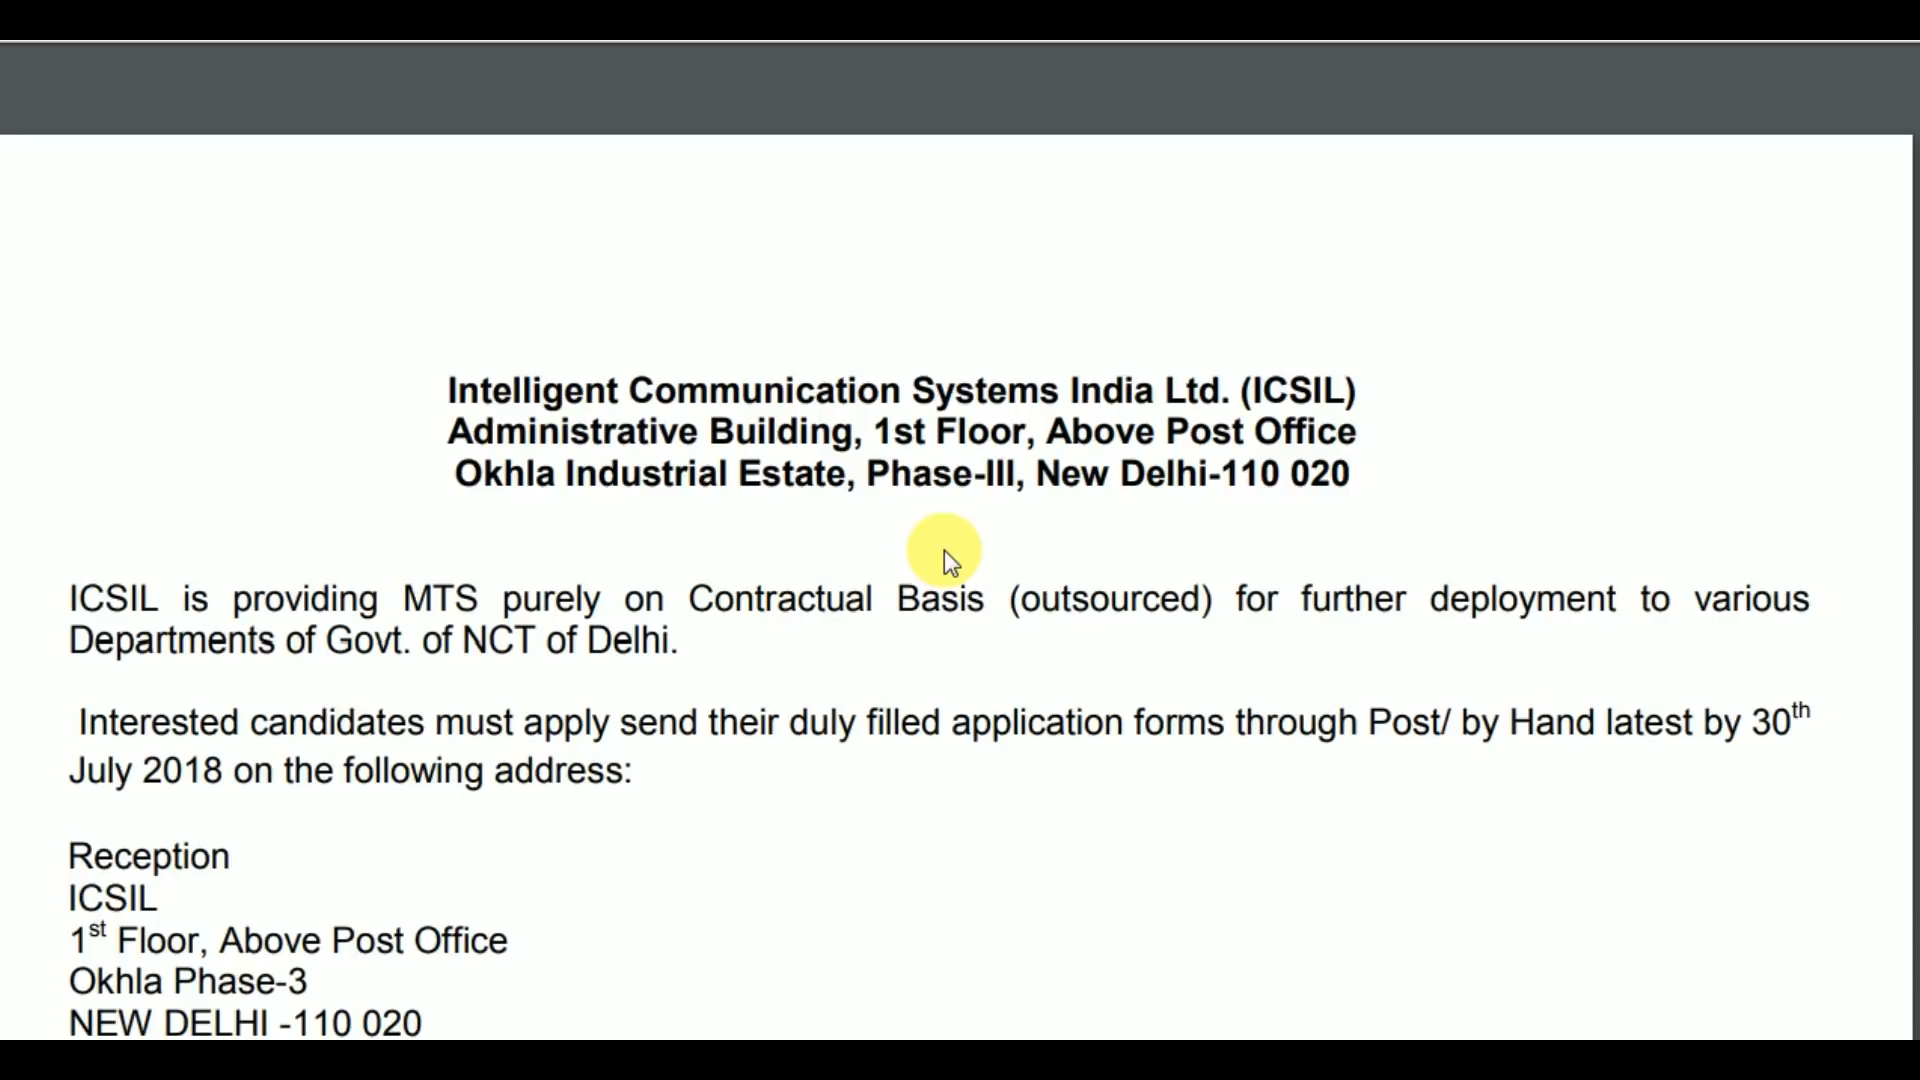 Intelligent Communication Systems India Ltd. (ICSIL)
Administrative Building, 1st Floor, Above Post Office
Okhla Industrial Estate, Phase-III, New Delhi-110 020
ICSIL is providing MTS purely on Contractual Basis (outsourced) for further deployment to various
Departments of Govt. of NCT of Delhi.
Interested candidates must apply send their duly filled application forms through Post/ by Hand latest by 30th
July 2018 on the following address:
Reception
ICSIL
1st Floor, Above Post Office
Okhla Phase-3
NEW DELHI -110 020